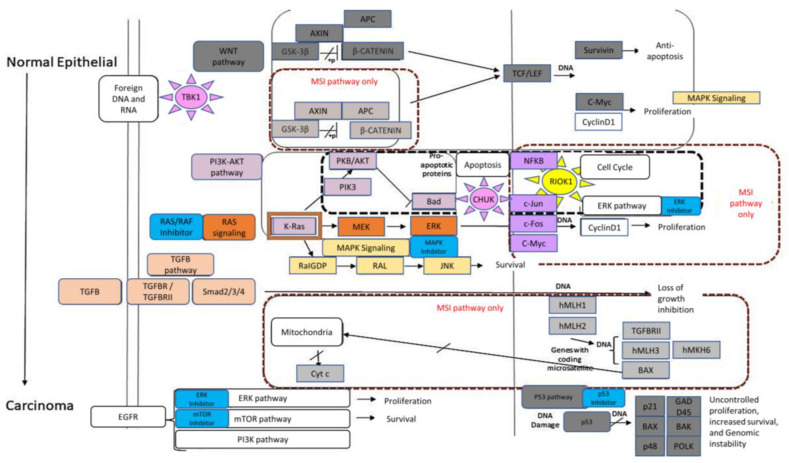 Normal Epithelial
Carcinoma
WNT
pathway
Foreign
DNA and
RNA
TBK1
APC
AXIN
GSK-3β
+p
β-CATENIN
MSI pathway only
AXIN
APC
GSK-3β
+p
β-CATENIN
TCF/LEF
DNA
Survivin
Anti-
apoptosis
C-Myc
CyclinD1
Proliferation
MAPK Signaling
PI3K-AKT
pathway
PKB/AKT
PIK3
Pro-
apoptotic
proteins
Bad
Apoptosis
CHUK
NFKB
RIOK1
Cell Cycle
c-Jun
ERK pathway
ERK
Inhibitor
c-Fos
DNA
CyclinD1
Proliferation
C-Myc
MSI
pathway
only
RAS/RAF
Inhibitor
RAS
signaling
K-Ras
MEK
ERK
MAPK Signaling
MAPK
Inhibitor
RalGDP
RAL
JNK
Survival
TGFB
pathway
TGFB
TGFBR /
TGFBRII
Smad2/3/4
DNA
Loss of
growth
inhibition
MSI pathway only
Mitochondria
Cyt c
hMLH1
hMLH2
Genes with
coding
microsatellite
DNA
TGFBRII
hMLH3
hMKH6
BAX
EGFR
ERK
Inhibitor
ERK pathway
Proliferation
mTOR
Inhibitor
mTOR pathway
Survival
PI3K pathway
P53 pathway
p53
Inhibitor
DNA
Damage
p53
DNA
p21
GAD
D45
BAX
BAK
p48
POLK
Uncontrolled
proliferation,
increased survival,
and Genomic
instability